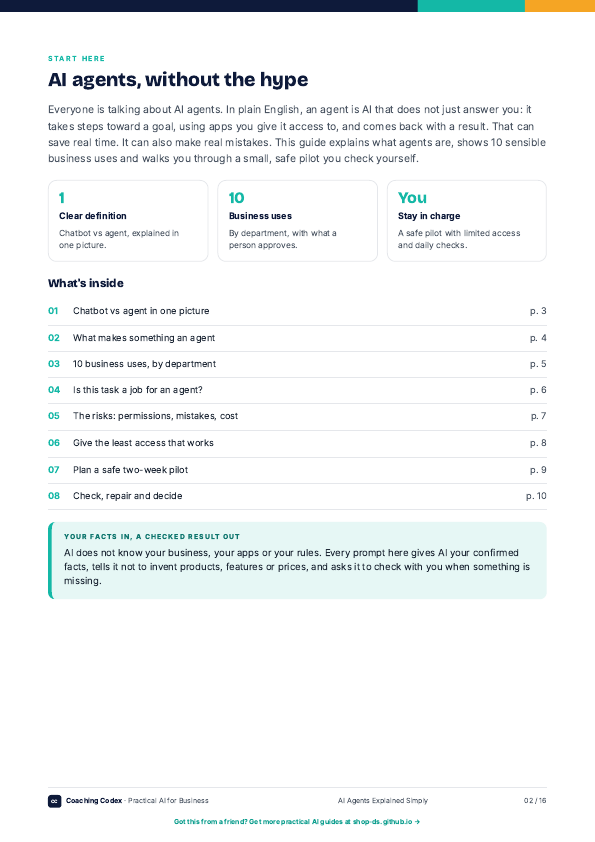 START HERE
AI agents, without the hype
Everyone is talking about AI agents. In plain English, an agent is AI that does not just answer you: it
takes steps toward a goal, using apps you give it access to, and comes back with a result. That can
save real time. It can also make real mistakes. This guide explains what agents are, shows 10 sensible
business uses and walks you through a small, safe pilot you check yourself.
1
Clear definition
Chatbot vs agent, explained in
one picture.
10
Business uses
By department, with what a
person approves.
You
Stay in charge
A safe pilot with limited access
and daily checks.
What's inside
01 Chatbot vs agent in one picture p. 3
02 What makes something an agent p. 4
03 10 business uses, by department p. 5
04 Is this task a job for an agent? p. 6
05 The risks: permissions, mistakes, cost p. 7
06 Give the least access that works p. 8
07 Plan a safe two-week pilot p. 9
08 Check, repair and decide p. 10
YOUR FACTS IN, A CHECKED RESULT OUT
AI does not know your business, your apps or your rules. Every prompt here gives AI your confirmed
facts, tells it not to invent products, features or prices, and asks it to check with you when something is
missing.
cc Coaching Codex · Practical AI for Business AI Agents Explained Simply 02 / 16
Got this from a friend? Get more practical AI guides at shop-ds.github.io →